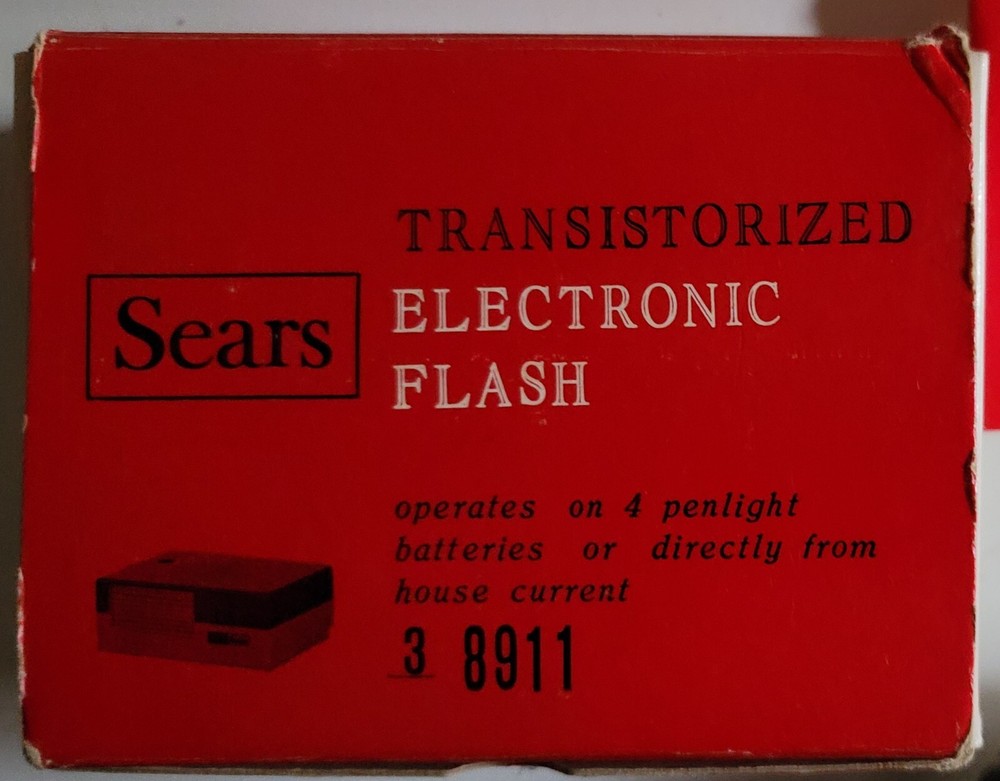 Sears
TRANSISTORIZED
ELECTRONIC
FLASH
operates on 4 penlight
batteries or directly from
house current
3 8911